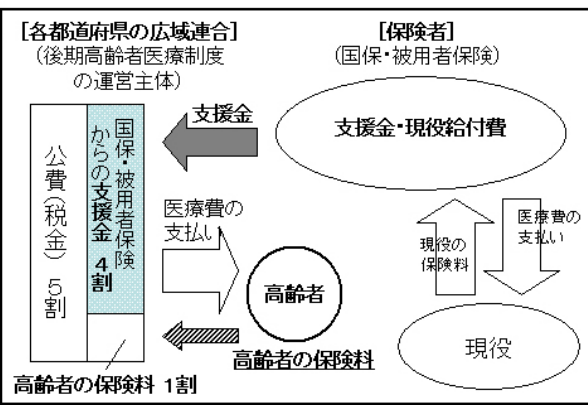 [各都道府県の広域連合]
(後期高齢者医療制度
の運営主体)
[保険者]
(国保・被用者保険)
支援金
支援金・現役給付費
公費(税金) 5割
国保・被用者保険
からの支援金 4割
医療費の
支払い
高齢者
高齢者の保険料
高齢者の保険料 1割
現役の
保険料
医療費の
支払い
現役